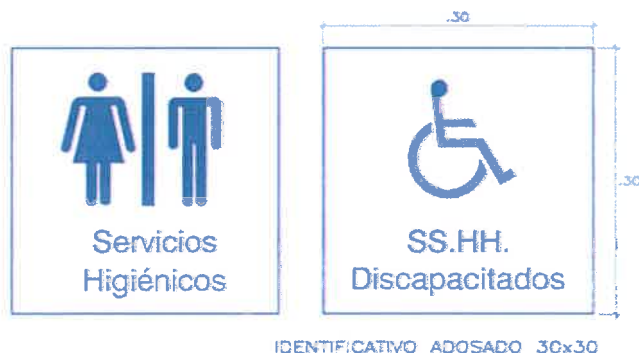 .30
Servicios
Higiénicos
SS.HH.
Discapacitados
.30
IDENTIFICATIVO ADOSADO 30x30